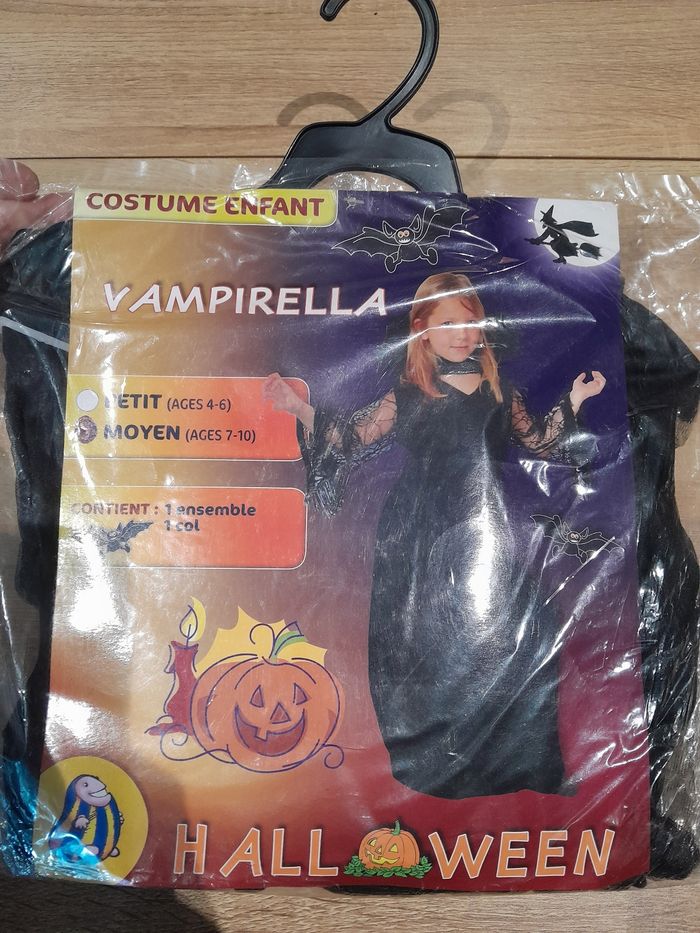 COSTUME ENFANT
VAMPIRELLA
PETIT (AGES 4-6)
MOYEN (AGES 7-10)
CONTIENT : 1 ensemble
1 col
HALLOWEEN